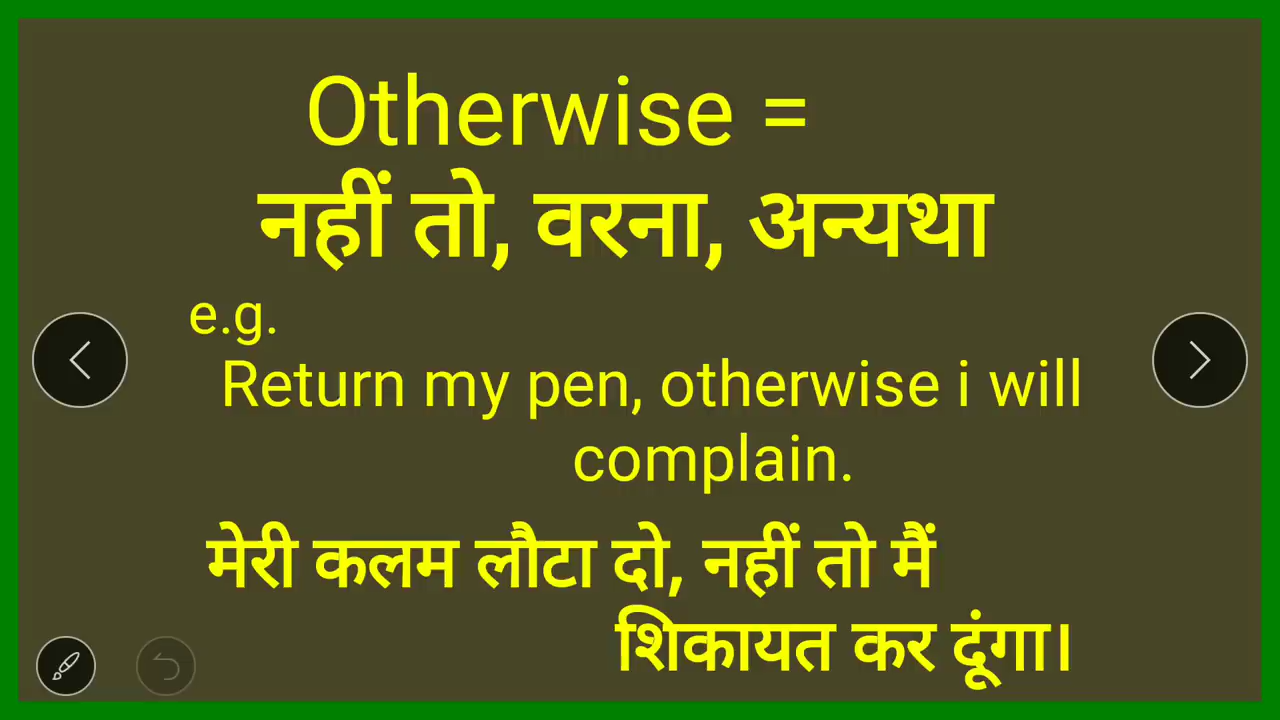 Otherwise =
नहीं तो, वरना, अन्यथा
e.g.
Return my pen, otherwise i will
complain.
मेरी कलम लौटा दो, नहीं तो मैं
शिकायत कर दूंगा।